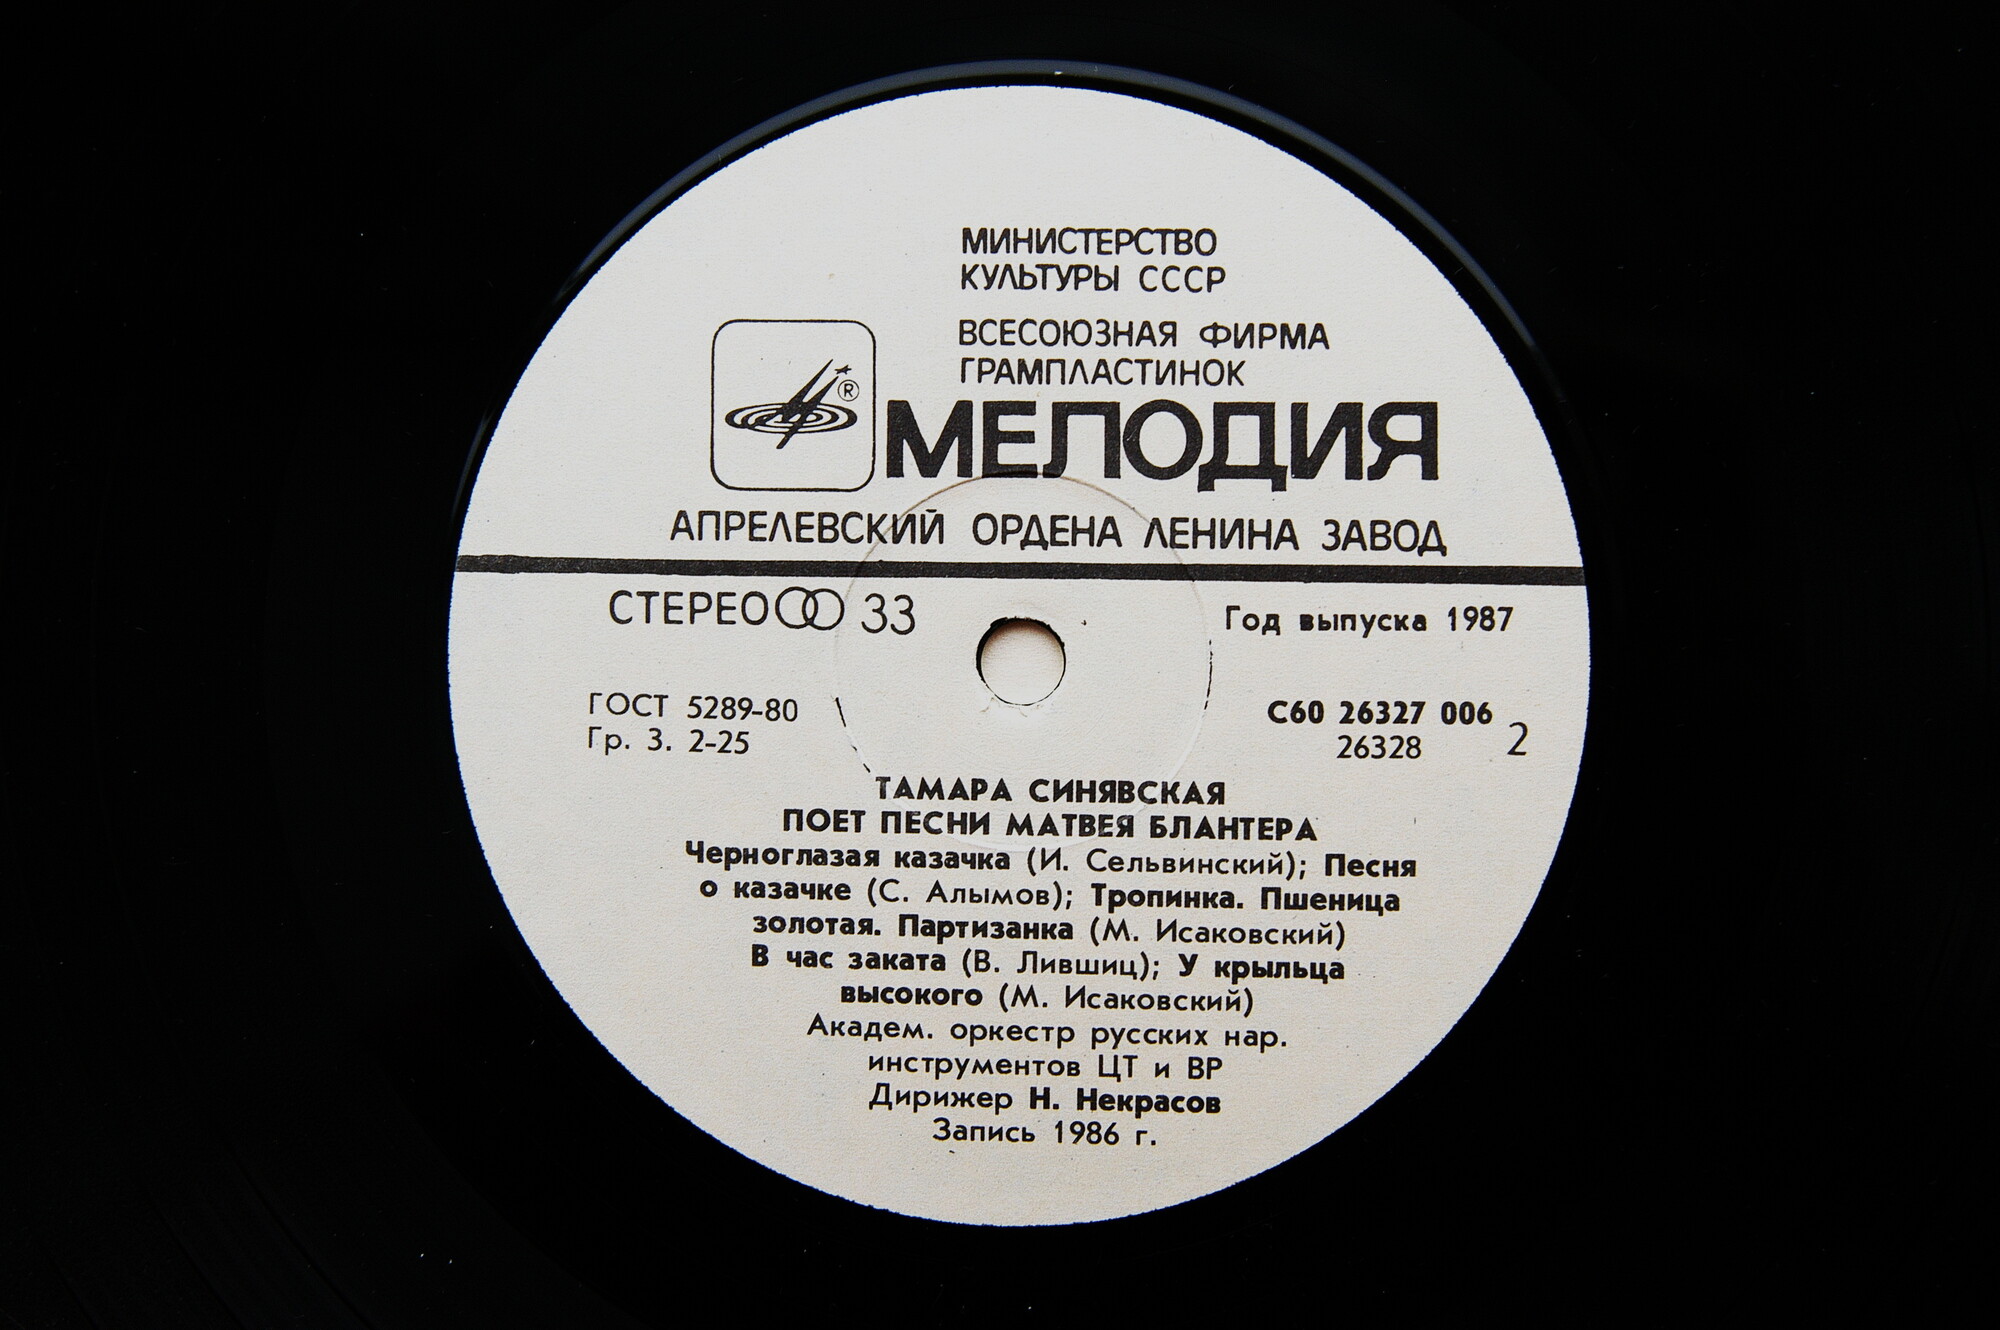 МИНИСТЕРСТВО
КУЛЬТУРЫ СССР
ВСЕСОЮЗНАЯ ФИРМА
ГРАМПЛАСТИНОК
®
МЕЛОДИЯ
АПРЕЛЕВСКИЙ ОРДЕНА ЛЕНИНА ЗАВОД
СТЕРЕО 33
Год выпуска 1987
ГОСТ 5289-80
Гр. 3. 2-25
С60 26327 006
26328
2
ТАМАРА СИНЯВСКАЯ
ПОЕТ ПЕСНИ МАТВЕЯ БЛАНТЕРА
Черноглазая казачка (И. Сельвинский); Песня
о казачке (С. Алымов); Тропинка. Пшеница
золотая. Партизанка (М. Исаковский)
В час заката (В. Лившиц); У крыльца
высокого (М. Исаковский)
Академ. оркестр русских нар.
инструментов ЦТ и ВР
Дирижер Н. Некрасов
Запись 1986 г.